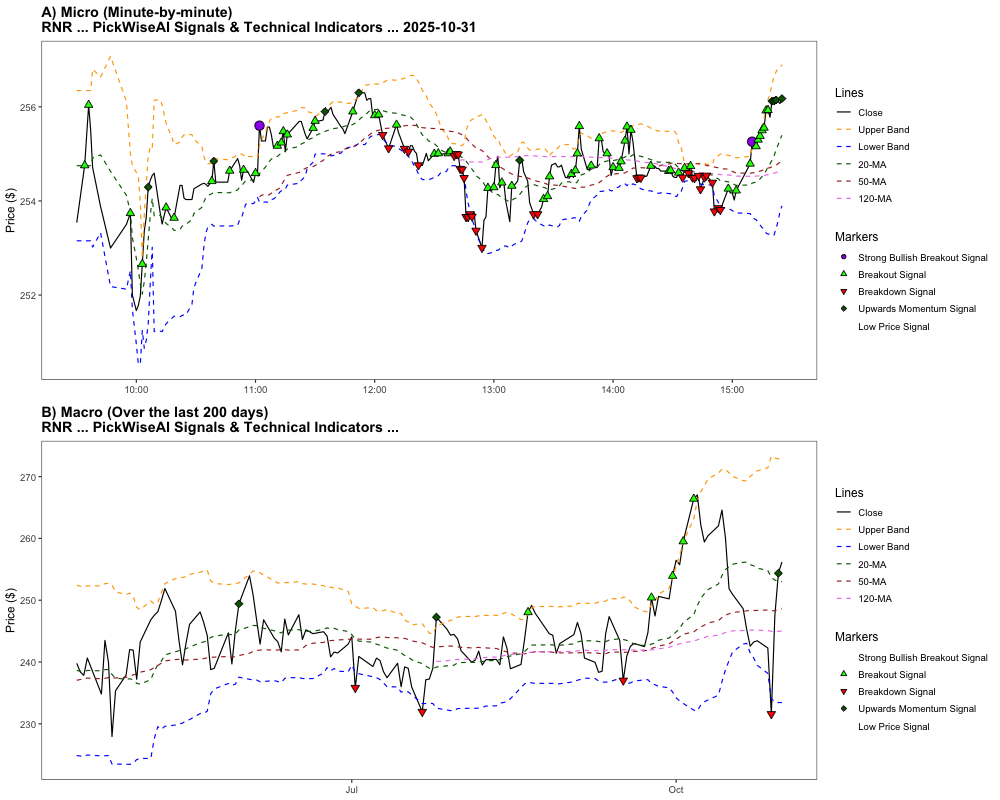 A) Micro (Minute-by-minute)
RNR ... PickWiseAI Signals & Technical Indicators ... 2025-10-31
Price ($)
256
254
252
10:00
11:00
12:00
13:00
14:00
15:00
Lines
Close
Upper Band
Lower Band
20-MA
50-MA
120-MA
Markers
Strong Bullish Breakout Signal
Breakout Signal
Breakdown Signal
Upwards Momentum Signal
Low Price Signal
B) Macro (Over the last 200 days)
RNR ... PickWiseAI Signals & Technical Indicators ...
Price ($)
270
260
250
240
230
Jul
Oct
Lines
Close
Upper Band
Lower Band
20-MA
50-MA
120-MA
Markers
Strong Bullish Breakout Signal
Breakout Signal
Breakdown Signal
Upwards Momentum Signal
Low Price Signal